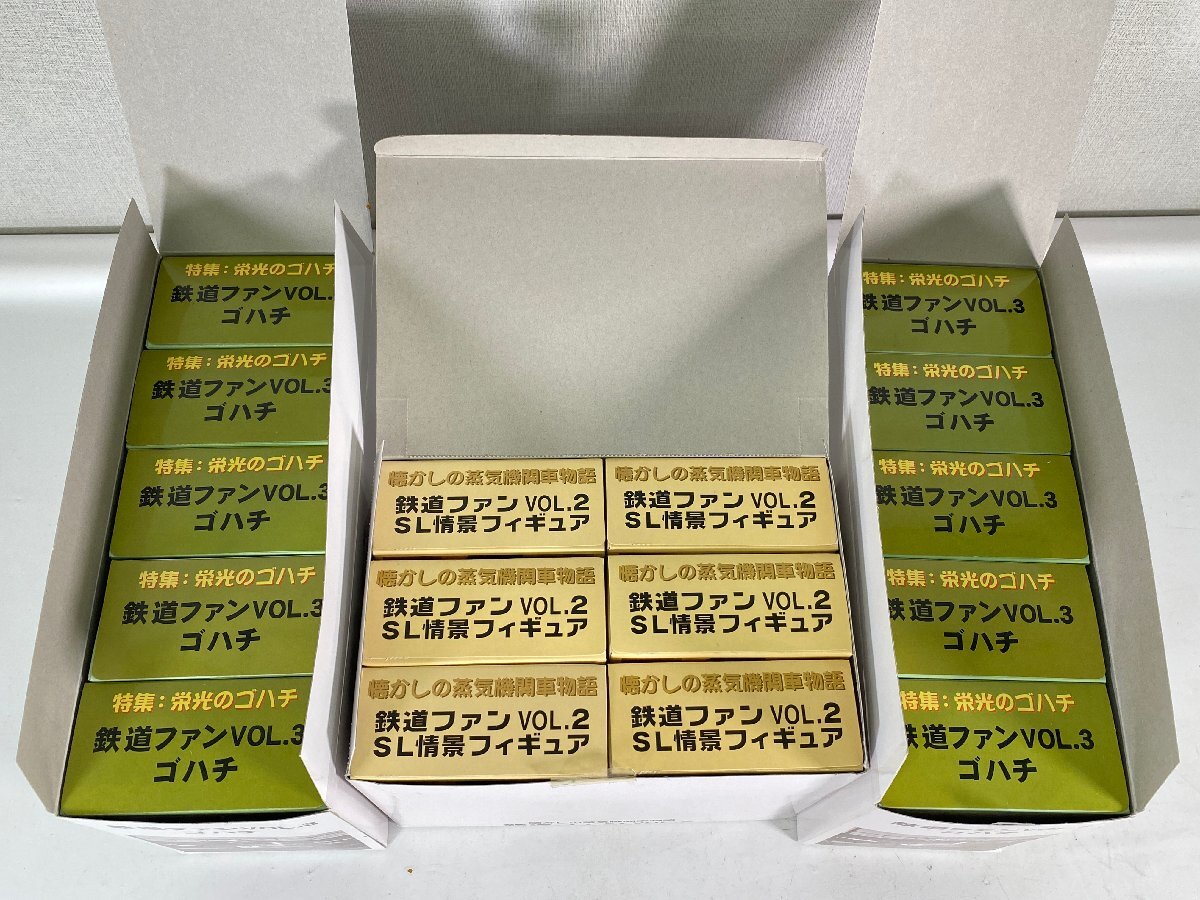 特集：栄光のゴハチ
鉄道ファンVOL.
ゴハチ
特集：栄光のゴハチ
鉄道ファンVOL.3
ゴハチ
特集：栄光のゴハチ
鉄道ファンVOL.3
ゴハチ
特集：栄光のゴハチ
鉄道ファンVOL.3
ゴハチ
特集：栄光のゴハチ
鉄道ファンVOL.3
ゴハチ
懐かしの蒸気機関車物語
鉄道ファン VOL.2
SL情景フィギュア
懐かしの蒸気機関車物語
鉄道ファン VOL.2
SL情景フィギュア
懐かしの蒸気機関車物語
鉄道ファン VOL.2
SL情景フィギュア
懐かしの蒸気機関車物語
鉄道ファン VOL.2
SL情景フィギュア
懐かしの蒸気機関車物語
鉄道ファン VOL.2
SL情景フィギュア
懐かしの蒸気機関車物語
鉄道ファン VOL.2
SL情景フィギュア
特集：栄光のゴハチ
鉄道ファンVOL.3
ゴハチ
特集：栄光のゴハチ
鉄道ファンVOL.3
ゴハチ
特集：栄光のゴハチ
鉄道ファンVOL.3
ゴハチ
特集：栄光のゴハチ
鉄道ファンVOL.3
ゴハチ
特集：栄光のゴハチ
鉄道ファンVOL.3
ゴハチ